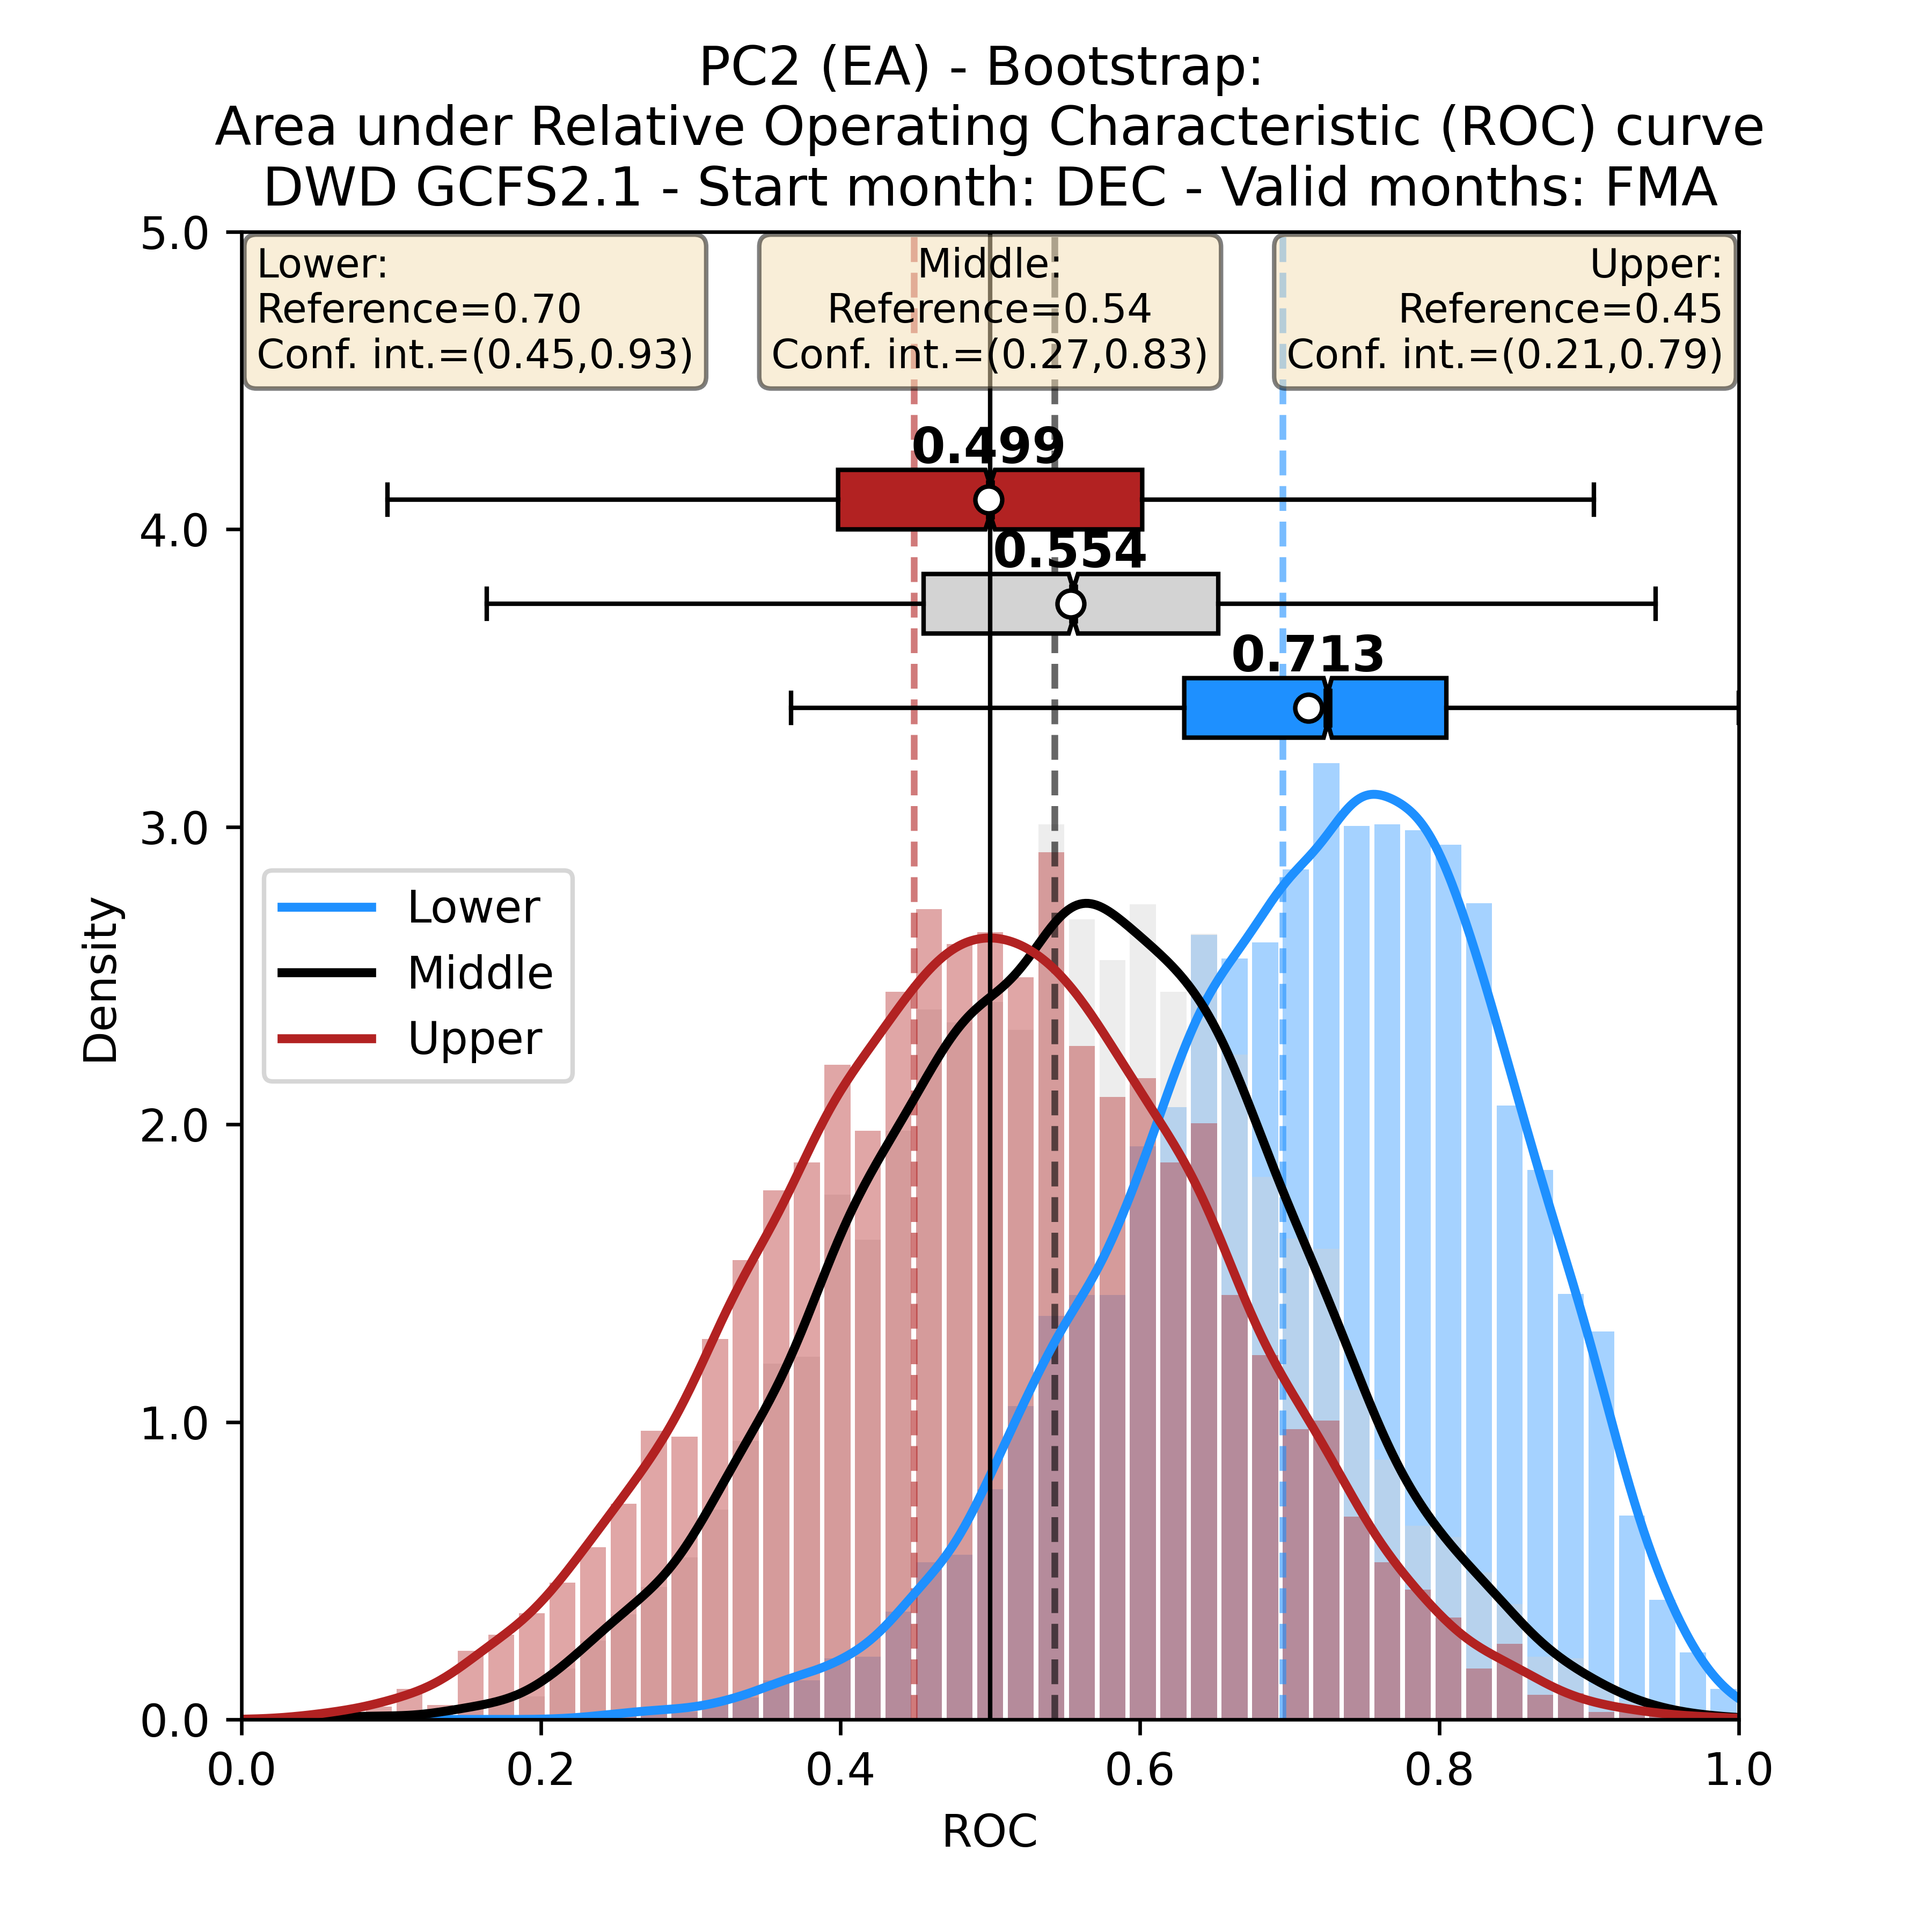 PC2 (EA) - Bootstrap:
Area under Relative Operating Characteristic (ROC) curve
DWD GCFS2.1 - Start month: DEC - Valid months: FMA
Lower:
Reference=0.70
Conf. int.=(0.45,0.93)
Middle:
Reference=0.54
Conf. int.=(0.27,0.83)
Upper:
Reference=0.45
Conf. int.=(0.21,0.79)
0.499
0.554
0.713
5.0
4.0
3.0
2.0
1.0
0.0
Density
Lower
Middle
Upper
0.0 0.2 0.4 0.6 0.8 1.0
ROC